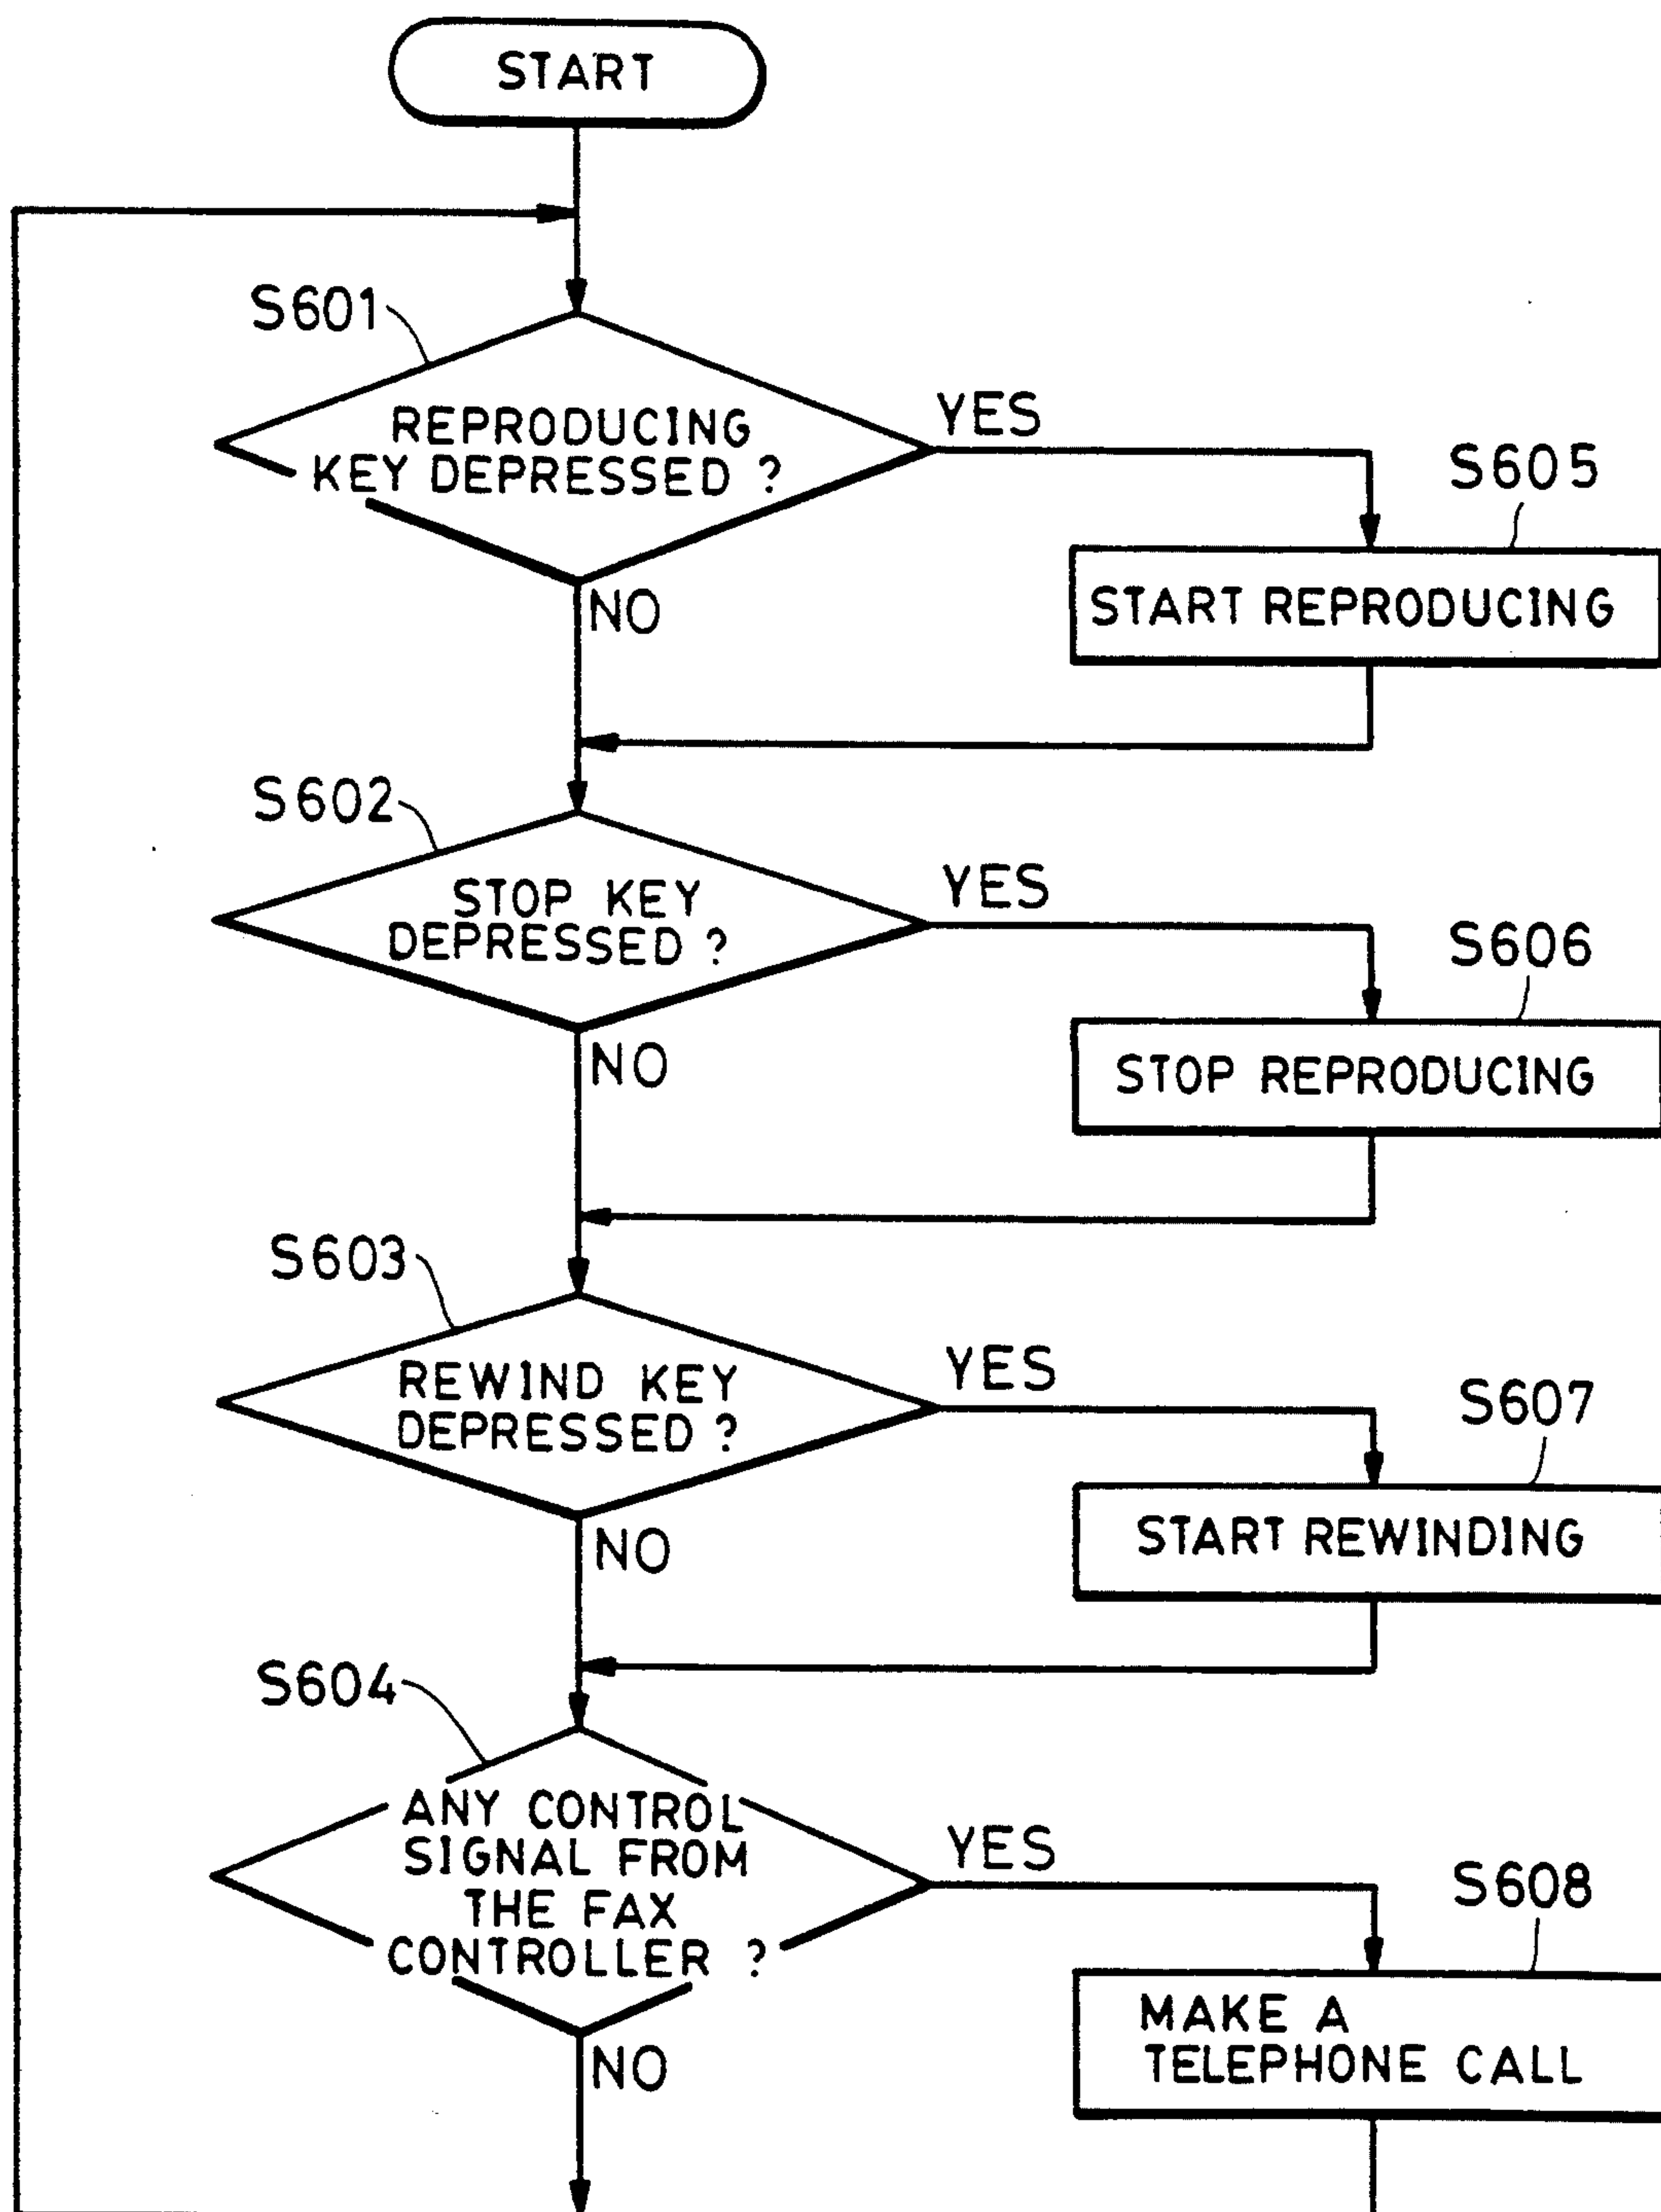 START
S601
REPRODUCING
KEY DEPRESSED ?
YES
NO
S605
START REPRODUCING
S602
STOP KEY
DEPRESSED ?
YES
NO
S606
STOP REPRODUCING
S603
REWIND KEY
DEPRESSED ?
YES
NO
S607
START REWINDING
S604
ANY CONTROL
SIGNAL FROM
THE FAX
CONTROLLER ?
YES
NO
S608
MAKE A
TELEPHONE CALL